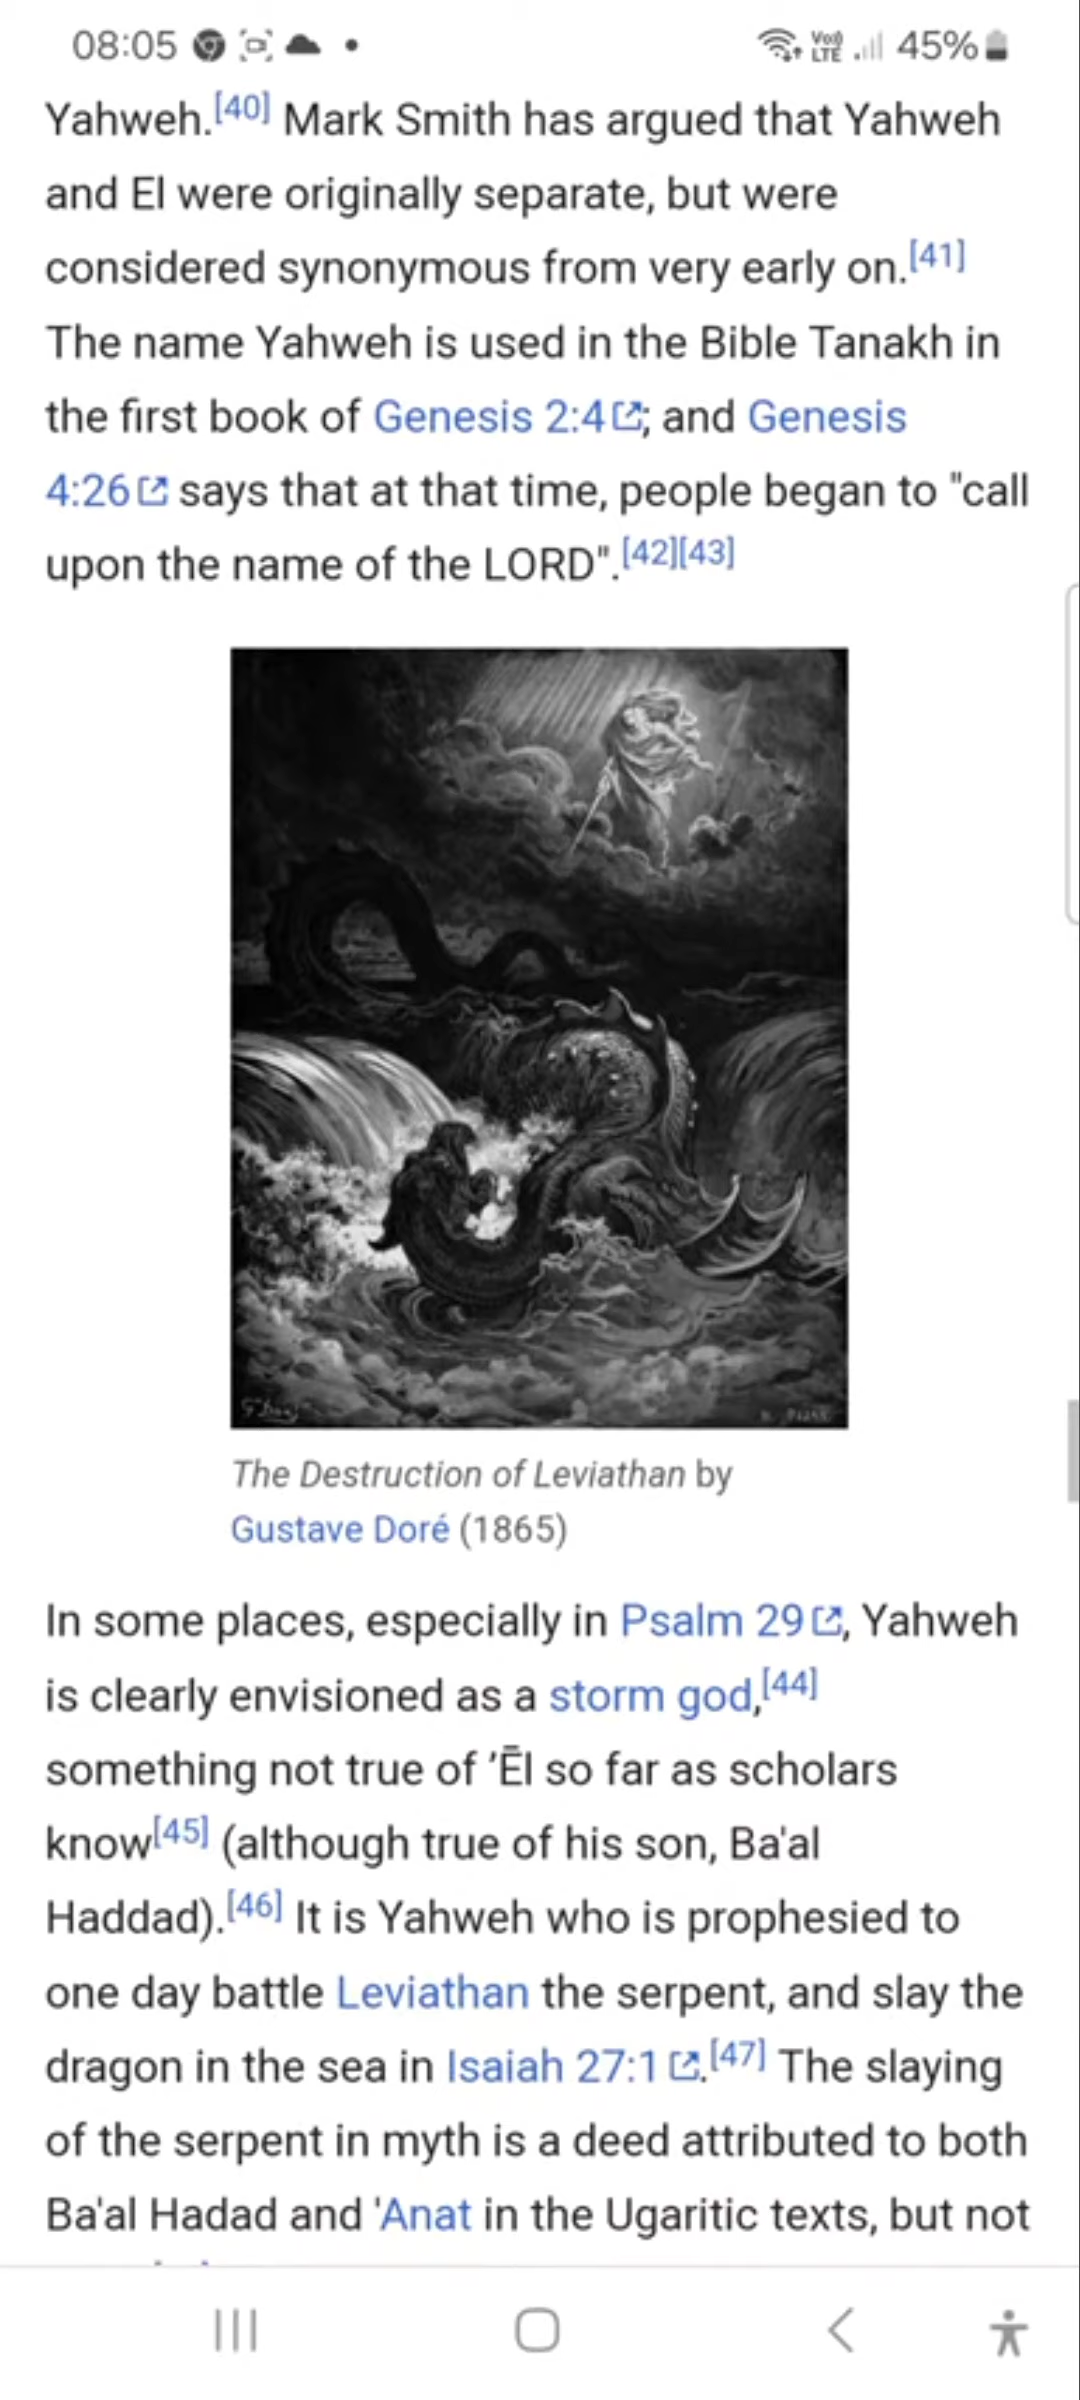 08:05 45%
Vo)) LTE
Yahweh.[40] Mark Smith has argued that Yahweh
and El were originally separate, but were
considered synonymous from very early on.[41]
The name Yahweh is used in the Bible Tanakh in
the first book of Genesis 2:4; and Genesis
4:26 says that at that time, people began to "call
upon the name of the LORD".[42][43]
The Destruction of Leviathan by
Gustave Doré (1865)
In some places, especially in Psalm 29, Yahweh
is clearly envisioned as a storm god,[44]
something not true of ʼĒl so far as scholars
know[45] (although true of his son, Ba'al
Haddad).[46] It is Yahweh who is prophesied to
one day battle Leviathan the serpent, and slay the
dragon in the sea in Isaiah 27:1.[47] The slaying
of the serpent in myth is a deed attributed to both
Ba'al Hadad and 'Anat in the Ugaritic texts, but not